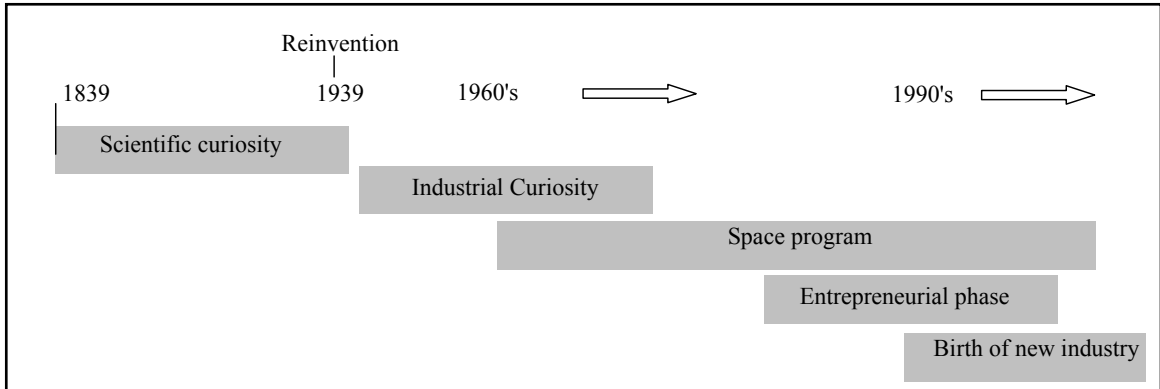 Reinvention
1839 1939 1960's 1990's
Scientific curiosity
Industrial Curiosity
Space program
Entrepreneurial phase
Birth of new industry